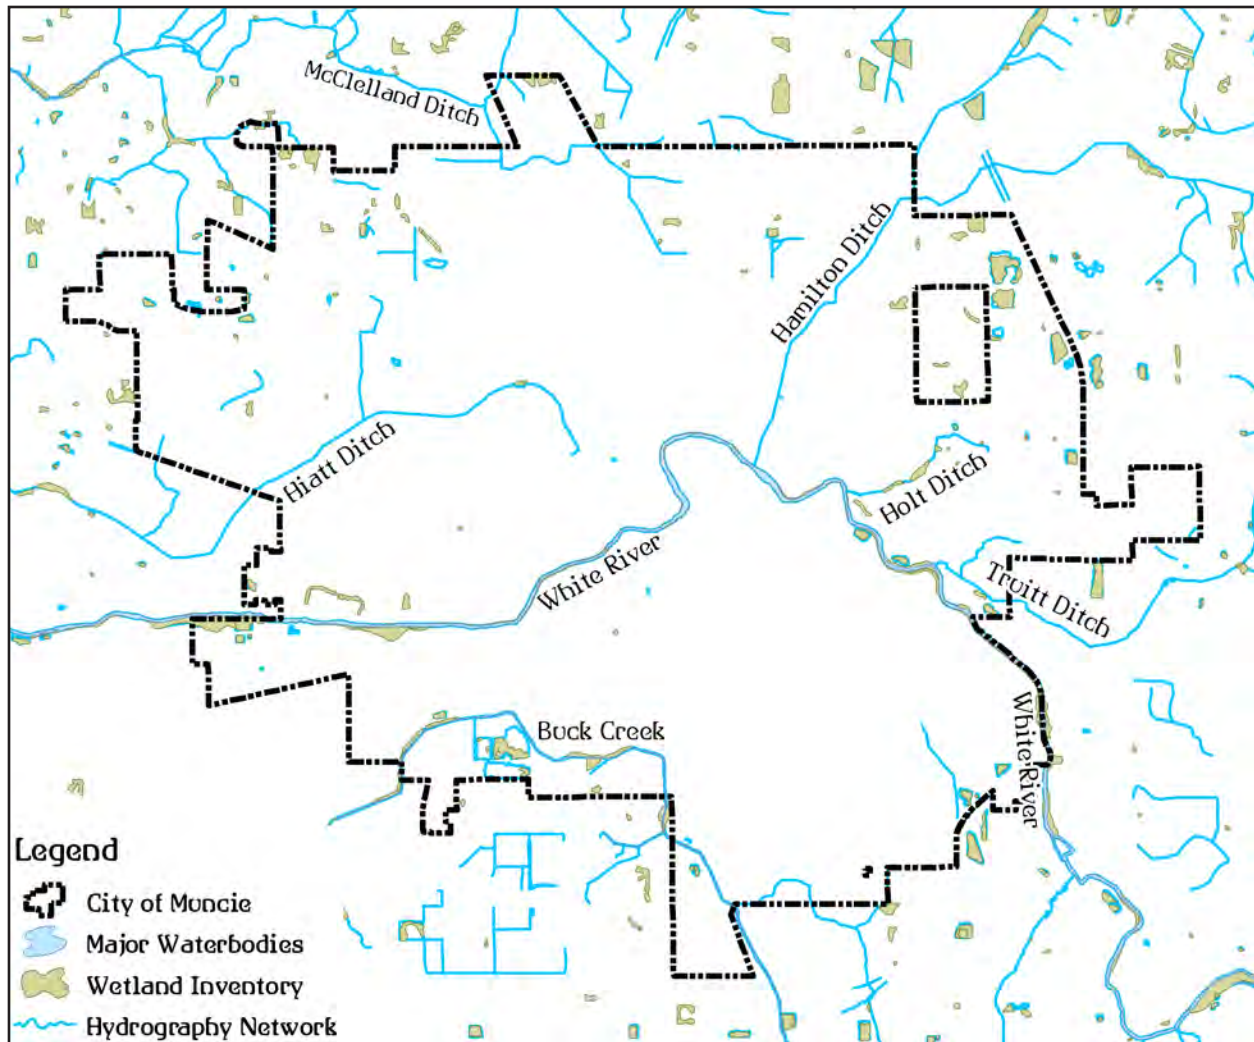 McClelland Ditch
Hamilton Ditch
Hiatt Ditch
Holt Ditch
White River
Truitt Ditch
White River
Buck Creek
Legend
City of Muncie
Major Waterbodies
Wetland Inventory
Hydrography Network